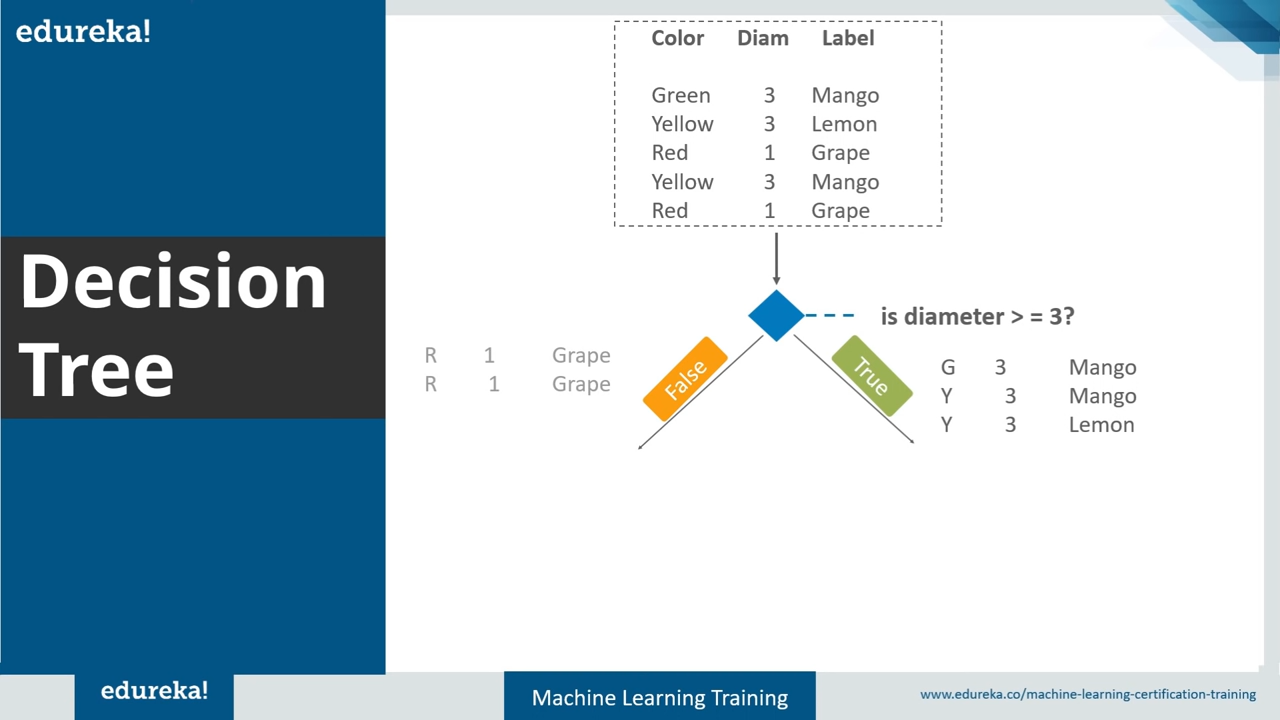 edureka!
Decision
Tree
Color Diam Label
Green 3 Mango
Yellow 3 Lemon
Red 1 Grape
Yellow 3 Mango
Red 1 Grape
is diameter > = 3?
False
True
R 1 Grape
R 1 Grape
G 3 Mango
Y 3 Mango
Y 3 Lemon
edureka!
Machine Learning Training
www.edureka.co/machine-learning-certification-training